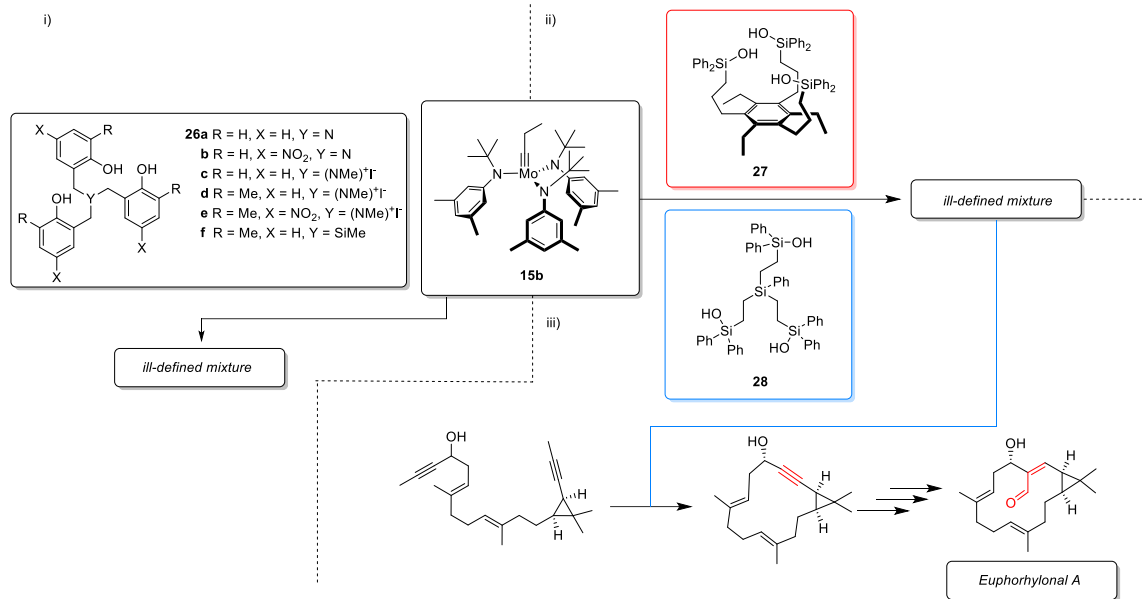 i)
ii)
X
R
OH
OH
R
OH
R
Y
X
X
26a R = H, X = H, Y = N
b R = H, X = NO2, Y = N
c R = H, X = H, Y = (NMe)+I-
d R = Me, X = H, Y = (NMe)+I-
e R = Me, X = NO2, Y = (NMe)+I-
f R = Me, X = H, Y = SiMe
N
Mo
N
N
15b
HO
SiPh2
OH
Ph2Si
HO
SiPh2
27
ill-defined mixture
Ph
Ph
Si
OH
Ph
Si
HO
Ph
Si
Ph
Ph
Si
HO
Ph
28
iii)
ill-defined mixture
OH
H
H
HO
H
H
OH
O
H
H
Euphorhylonal A